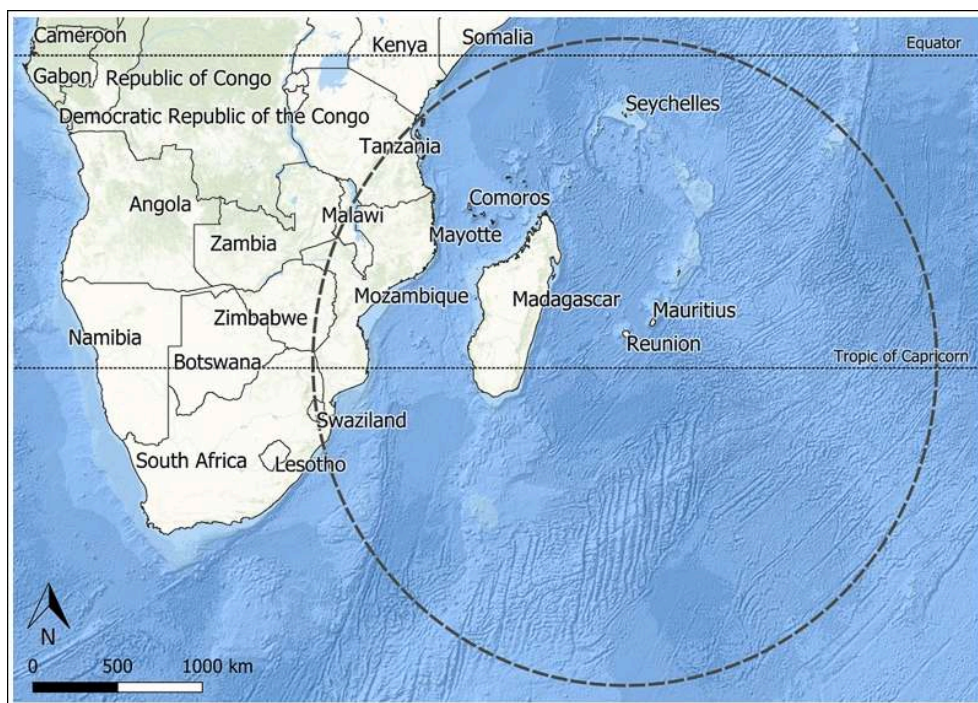 Cameroon
Kenya
Somalia
Equator
Gabon
Republic of Congo
Seychelles
Democratic Republic of the Congo
Tanzania
Angola
Malawi
Comoros
Zambia
Mayotte
Mozambique
Madagascar
Mauritius
Zimbabwe
Namibia
Reunion
Botswana
Tropic of Capricorn
Swaziland
South Africa
Lesotho
N
0 500 1000 km